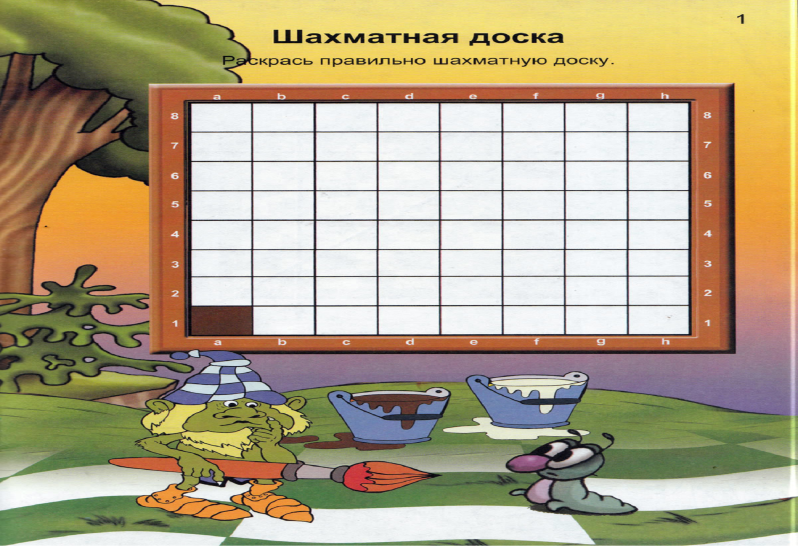 1
Шахматная доска
Раскрась правильно шахматную доску.
a b c d e f g h
8 8
7 7
6 6
5 5
4 4
3 3
2 2
1 1
a b c d e f g h